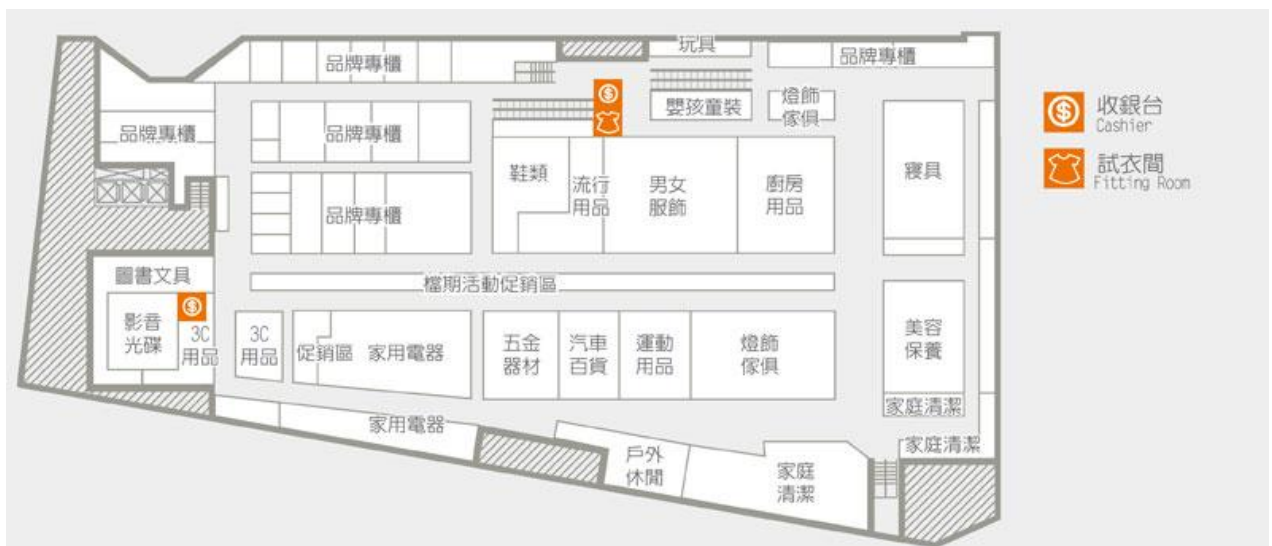 玩具
品牌專櫃
品牌專櫃
收銀台
Cashier
試衣間
Fitting Room
品牌專櫃
品牌專櫃
嬰孩童裝
燈飾
傢俱
鞋類
流行
用品
男女
服飾
廚房
用品
寢具
品牌專櫃
檔期活動促銷區
圖書文具
影音
光碟
3C
用品
3C
用品
促銷區
家用電器
五金
器材
汽車
百貨
運動
用品
燈飾
傢俱
美容
保養
家庭清潔
家用電器
戶外
休閒
家庭
清潔
家庭清潔